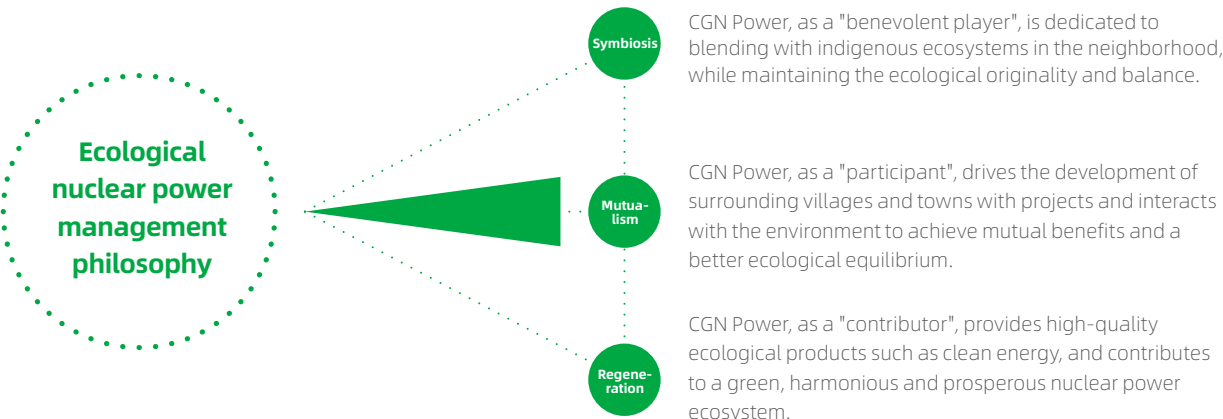 Ecological
nuclear power
management
philosophy
Symbiosis
CGN Power, as a "benevolent player", is dedicated to
blending with indigenous ecosystems in the neighborhood,
while maintaining the ecological originality and balance.
Mutua-
lism
CGN Power, as a "participant", drives the development of
surrounding villages and towns with projects and interacts
with the environment to achieve mutual benefits and a
better ecological equilibrium.
Regene-
ration
CGN Power, as a "contributor", provides high-quality
ecological products such as clean energy, and contributes
to a green, harmonious and prosperous nuclear power
ecosystem.